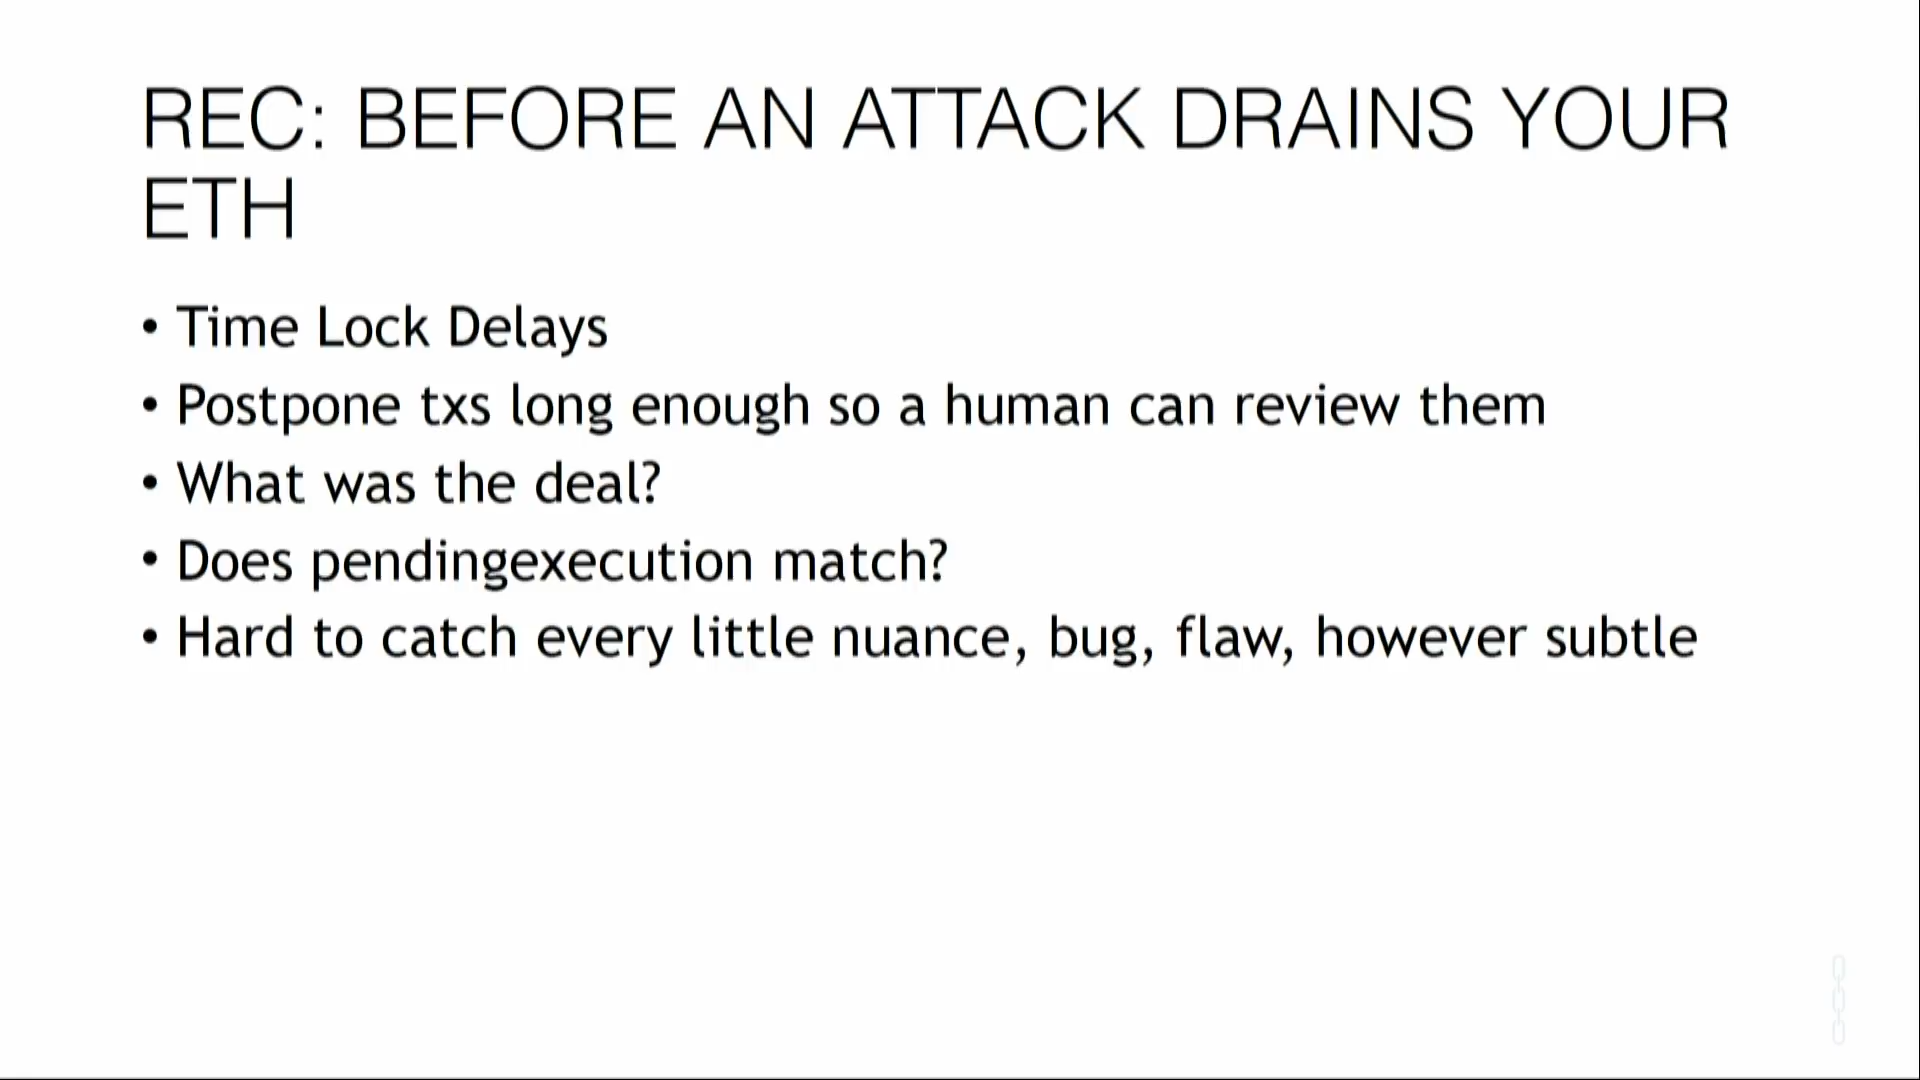 REC: BEFORE AN ATTACK DRAINS YOUR
ETH
• Time Lock Delays
• Postpone txs long enough so a human can review them
• What was the deal?
• Does pendingexecution match?
• Hard to catch every little nuance, bug, flaw, however subtle